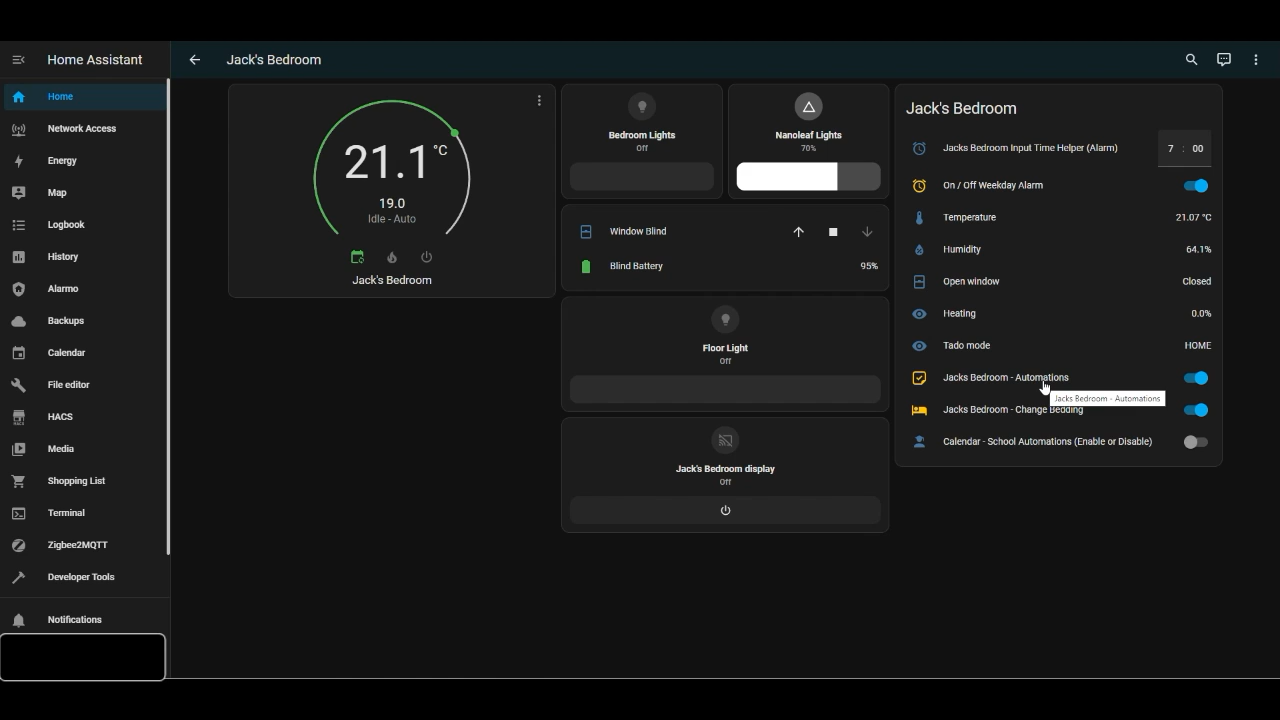 Home Assistant
Jack's Bedroom
Home
Network Access
Energy
Map
Logbook
History
Alarmo
Backups
Calendar
File editor
HACS
Media
Shopping List
Terminal
Zigbee2MQTT
Developer Tools
Notifications
21.1 °C
19.0
Idle - Auto
Jack's Bedroom
Bedroom Lights
Off
Nanoleaf Lights
70%
Window Blind
Blind Battery 95%
Floor Light
Off
Jack's Bedroom display
Off
Jack's Bedroom
Jacks Bedroom Input Time Helper (Alarm) 7 : 00
On / Off Weekday Alarm
Temperature 21.07 °C
Humidity 64.1%
Open window Closed
Heating 0.0%
Tado mode HOME
Jacks Bedroom - Automations
Jacks Bedroom - Automations
Jacks Bedroom - Change Bedding
Calendar - School Automations (Enable or Disable)